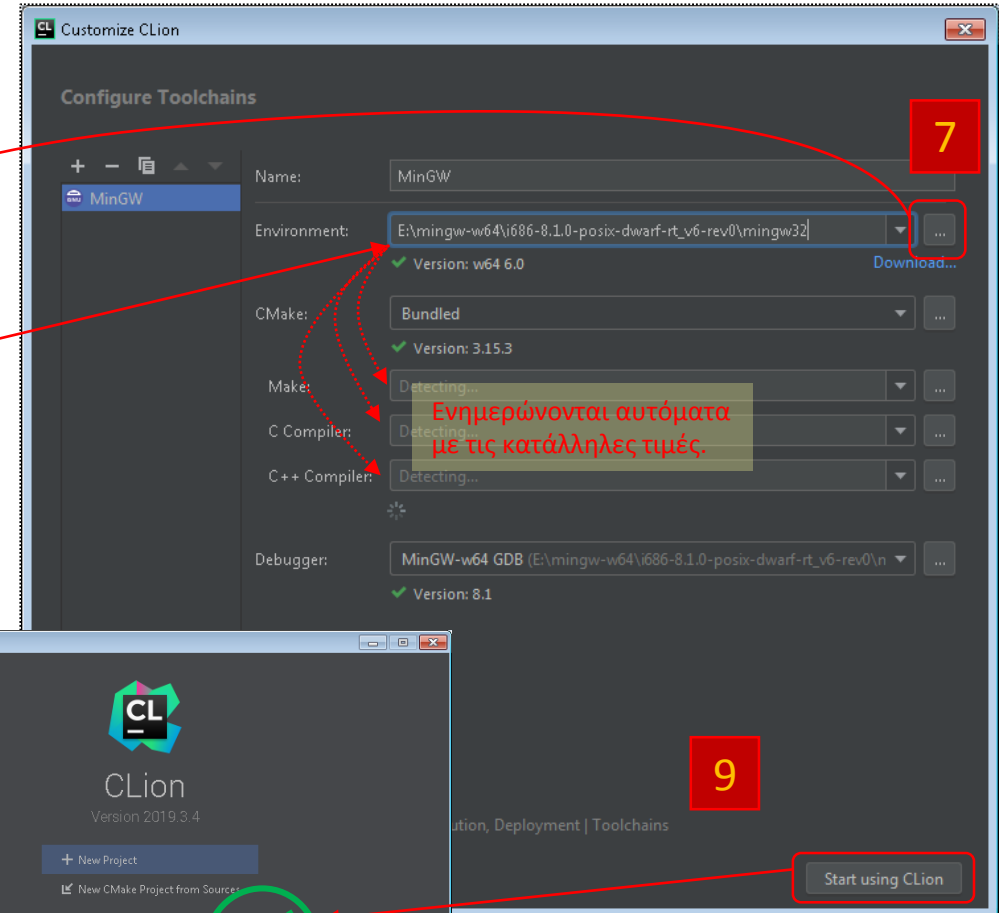 CL Customize CLion
Configure Toolchains
7
MinGW
Name: MinGW
Environment: E:\mingw-w64\i686-8.1.0-posix-dwarf-rt_v6-rev0\mingw32 ...
Version: w64 6.0 Download...
CMake: Bundled ...
Version: 3.15.3
Make: Detecting... ...
Ενημερώνονται αυτόματα
C Compiler: Detecting... ...
με τις κατάλληλες τιμές.
C++ Compiler: Detecting... ...
Debugger: MinGW-w64 GDB (E:\mingw-w64\i686-8.1.0-posix-dwarf-rt_v6-rev0\n ...
Version: 8.1
CL
CLion
Version 2019.3.4
9
ution, Deployment | Toolchains
New Project
New CMake Project from Sources
Start using CLion